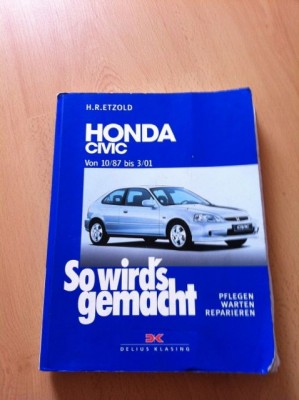 H.R.ETZOLD
HONDA
CIVIC
Von 10/87 bis 3/01
So wird's
gemacht
PFLEGEN
WARTEN
REPARIEREN
DELIUS KLASING